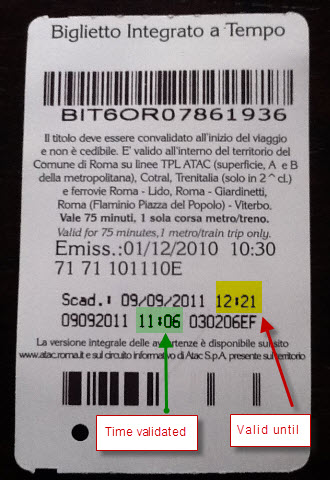 Biglietto Integrato a Tempo
BIT6OR07861936
Il titolo deve essere convalidato all'inizio del viaggio
e non è cedibile. E' valido all'interno del territorio del
Comune di Roma su linee TPL ATAC (superficie, A e B
della metropolitana), Cotral, Trenitalia (solo in 2^cl.)
e ferrovie Roma - Lido, Roma - Giardinetti,
Roma (Flaminio Piazza del Popolo) - Viterbo.
Vale 75 minuti, 1 sola corsa metro/treno.
Valid for 75 minutes,1 metro/train trip only.
Emiss.:01/12/2010 10:30
71 71 101110E
Scad.: 09/09/2011 12:21
09092011 11:06 030206EF
La versione integrale delle avvertenze è disponibile sul sito
www.atac.roma.it e sul circuito informativo di Atac S.p.A. presente sul territorio
Time validated
Valid until